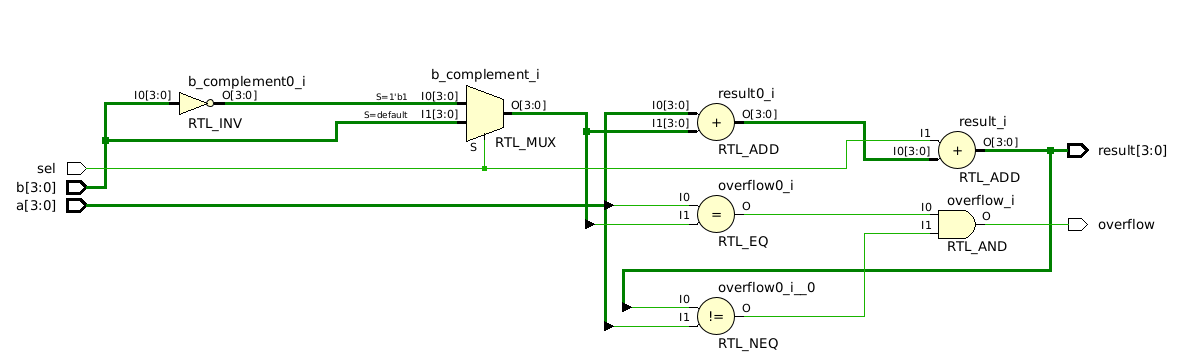 b_complement0_i
I0[3:0]
O[3:0]
RTL_INV
b_complement_i
S=1'b1
I0[3:0]
S=default
I1[3:0]
O[3:0]
S
RTL_MUX
result0_i
I0[3:0]
I1[3:0]
+
O[3:0]
RTL_ADD
result_i
I1
I0[3:0]
+
O[3:0]
RTL_ADD
sel
b[3:0]
a[3:0]
result[3:0]
overflow0_i
I0
I1
=
O
RTL_EQ
overflow_i
I0
I1
O
RTL_AND
overflow
overflow0_i__0
I0
I1
!=
O
RTL_NEQ